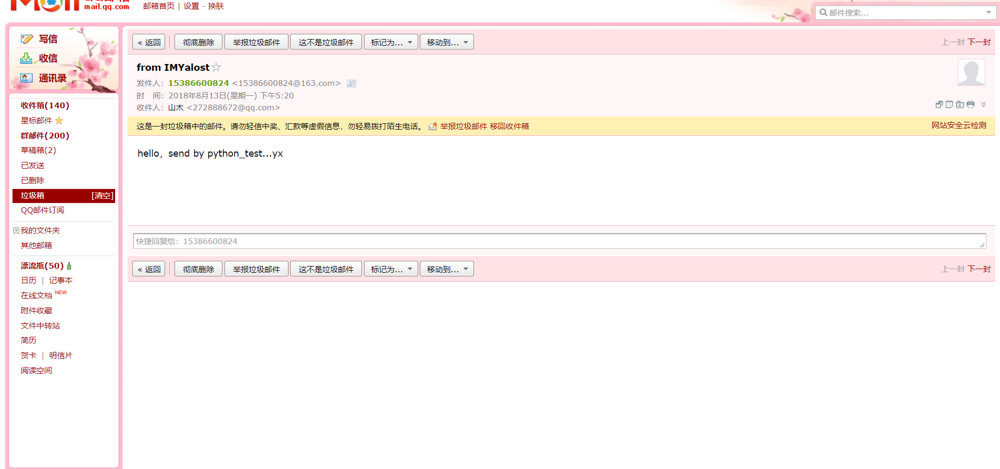 mail.qq.com
邮箱首页 | 设置 - 换肤
邮件搜索...
写信
收信
通讯录
收件箱(140)
星标邮件
群邮件(200)
草稿箱(2)
已发送
已删除
垃圾箱 [清空]
QQ邮件订阅
我的文件夹
其他邮箱
漂流瓶(50)
日历 | 记事本
在线文档 NEW
附件收藏
文件中转站
简历
贺卡 | 明信片
阅读空间
« 返回 彻底删除 举报垃圾邮件 这不是垃圾邮件 标记为... 移动到... 上一封 下一封
from IMYalost
发件人：15386600824 <15386600824@163.com>
时 间：2018年8月13日(星期一) 下午5:20
收件人：山木 <272888672@qq.com>
这是一封垃圾箱中的邮件。请勿轻信中奖、汇款等虚假信息，勿轻易拨打陌生电话。 举报垃圾邮件 移回收件箱 网站安全云检测
hello，send by python_test...yx
快捷回复给：15386600824
« 返回 彻底删除 举报垃圾邮件 这不是垃圾邮件 标记为... 移动到... 上一封 下一封